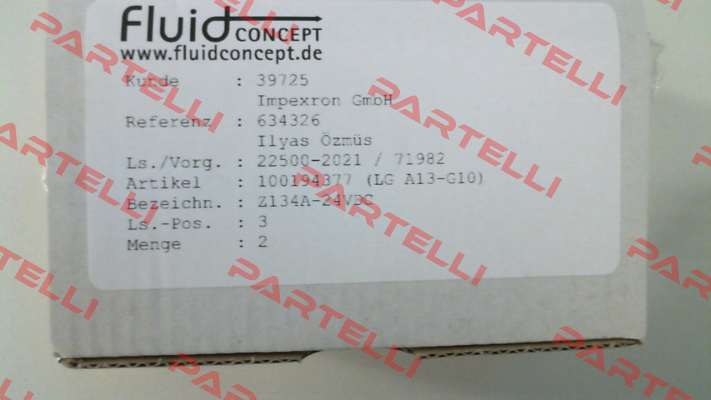 Fluid CONCEPT
www.fluidconcept.de
Kunde : 39725
Impexron GmbH
Referenz : 634326
Ilyas Özmüs
Ls./Vorg. : 22500-2021 / 71982
Artikel : 100194377 (LG A13-G10)
Bezeichn. : Z134A-24VDC
Ls.-Pos. : 3
Menge : 2
PARTELLI
PARTELLI
PARTELLI
PARTELLI
PARTELLI
PARTELLI
PARTELLI
PARTELLI
PARTELLI
PARTELLI
PARTELLI